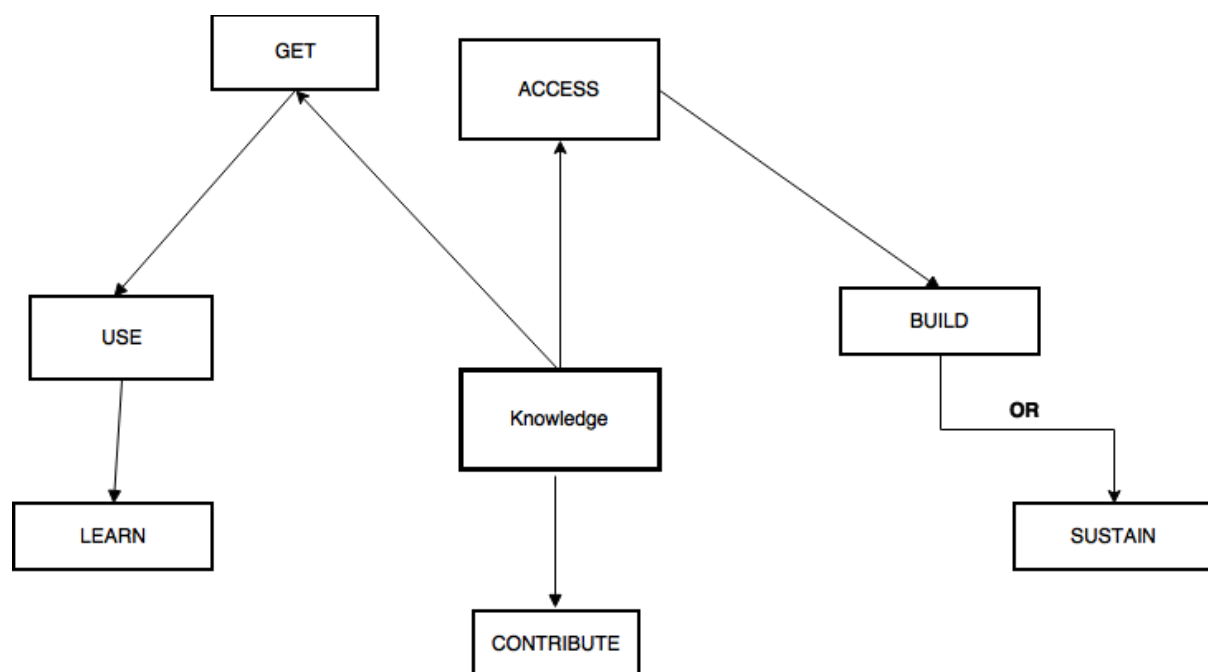 GET
ACCESS
USE
BUILD
Knowledge
OR
LEARN
SUSTAIN
CONTRIBUTE